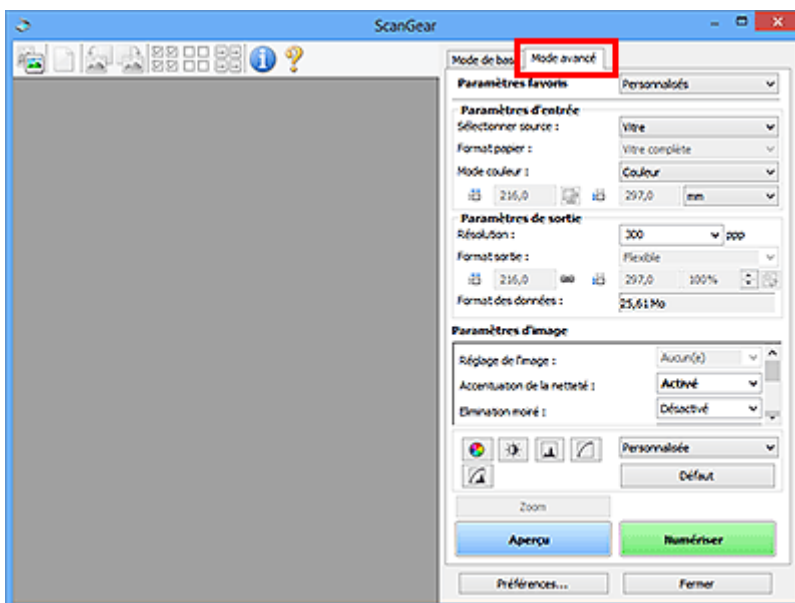 ScanGear
Mode de base Mode avancé
Paramètres favoris Personnalisés
Paramètres d'entrée
Sélectionner source : Vitre
Format papier : Vitre complète
Mode couleur : Couleur
216,0 297,0 mm
Paramètres de sortie
Résolution : 300 ppp
Format sortie : Flexible
216,0 297,0 100%
Format des données : 25,61 Mo
Paramètres d'image
Réglage de l'image : Aucun(e)
Accentuation de la netteté : Activé
Elimination moiré : Désactivé
Personnalisée
Défaut
Zoom
Aperçu Numériser
Préférences... Fermer